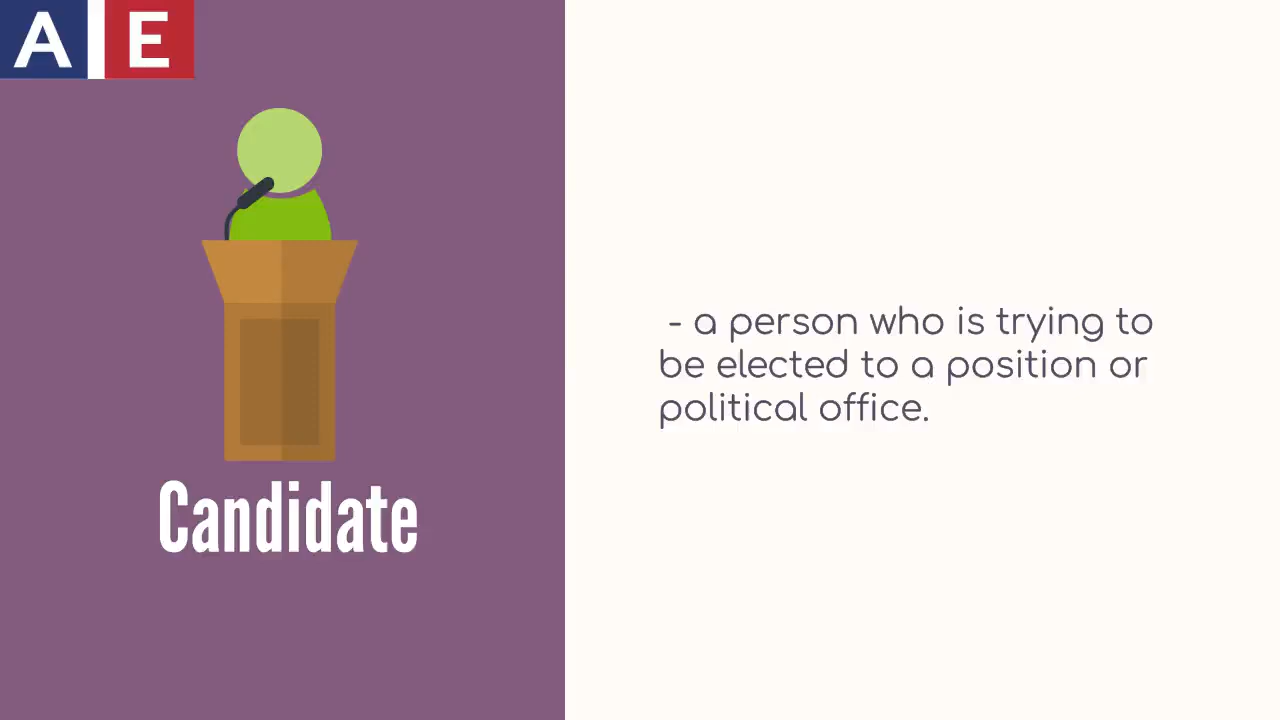 A E
Candidate
- a person who is trying to
be elected to a position or
political office.